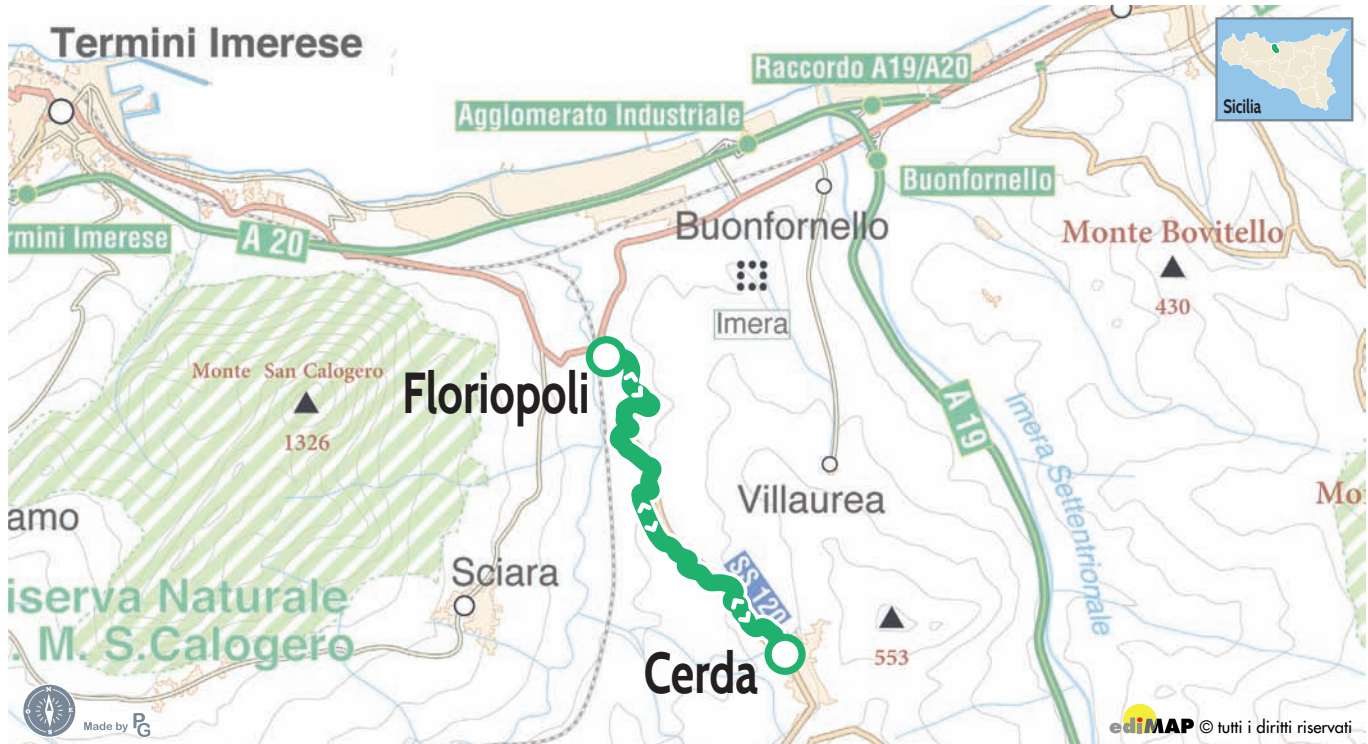 Termini Imerese
Raccordo A19/A20
Sicilia
Agglomerato Industriale
Buonfornello
Buonfornello
rmini Imerese
A 20
Monte Bovitello
430
Imera
Monte San Calogero
1326
Floriopoli
A 19
Imera Settentrionale
Mo
Villaurea
amo
Sciara
SS 120
iserva Naturale
. M. S.Calogero
553
Cerda
N
E
S
O
Made by PG
ediMAP © tutti i diritti riservati